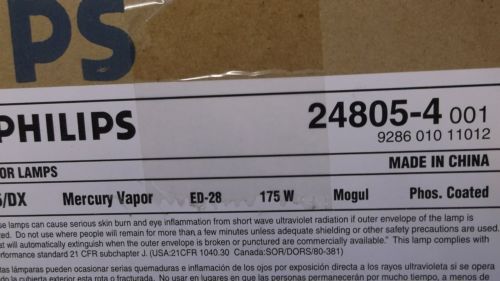 PS
PHILIPS
24805-4 001
9286 010 11012
OR LAMPS
MADE IN CHINA
/DX Mercury Vapor ED-28 175 W Mogul Phos. Coated
se lamps can cause serious skin burn and eye inflammation from short wave ultraviolet radiation if outer envelope of the lamp is
red. Do not use where people will remain for more than a few minutes unless adequate shielding or other safety precautions are used.
at will automatically extinguish when the outer envelope is broken or punctured are commercially available." This lamp complies with
erformance standard 21 CFR subchapter J. (USA:21CFR 1040.30 Canada:SOR/DORS/80-381)
tas lámparas pueden ocasionar serias quemaduras e inflamación de los ojos por exposición directa a los rayos ultravioleta si se opera
do la cubierta exterior esta rota o fracturada. No usar en lugares en que las personas permanecerán por mucho tiempo, a menos de